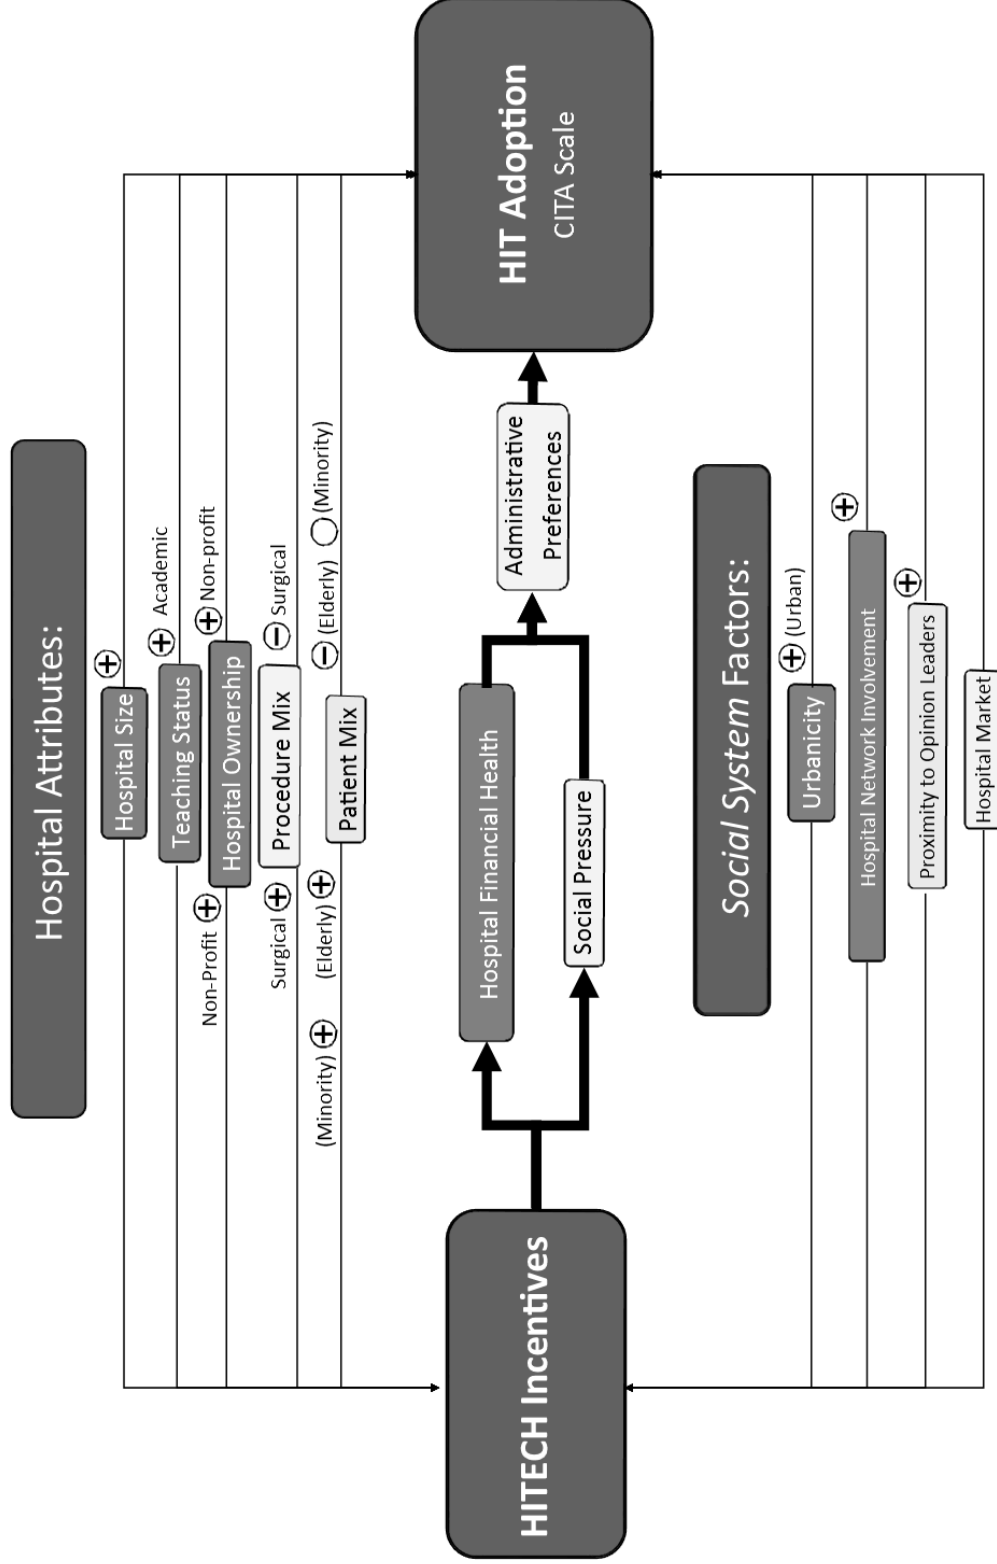 Hospital Attributes:
Hospital Size
+
Teaching Status
+ Academic
Non-Profit +
Hospital Ownership
+ Non-profit
Surgical +
Procedure Mix
− Surgical
(Minority) +
(Elderly) +
Patient Mix
− (Elderly)
(Minority)
HITECH Incentives
Hospital Financial Health
Social Pressure
Administrative
Preferences
HIT Adoption
CITA Scale
Social System Factors:
Urbanicity
+ (Urban)
Hospital Network Involvement
+
Proximity to Opinion Leaders
+
Hospital Market